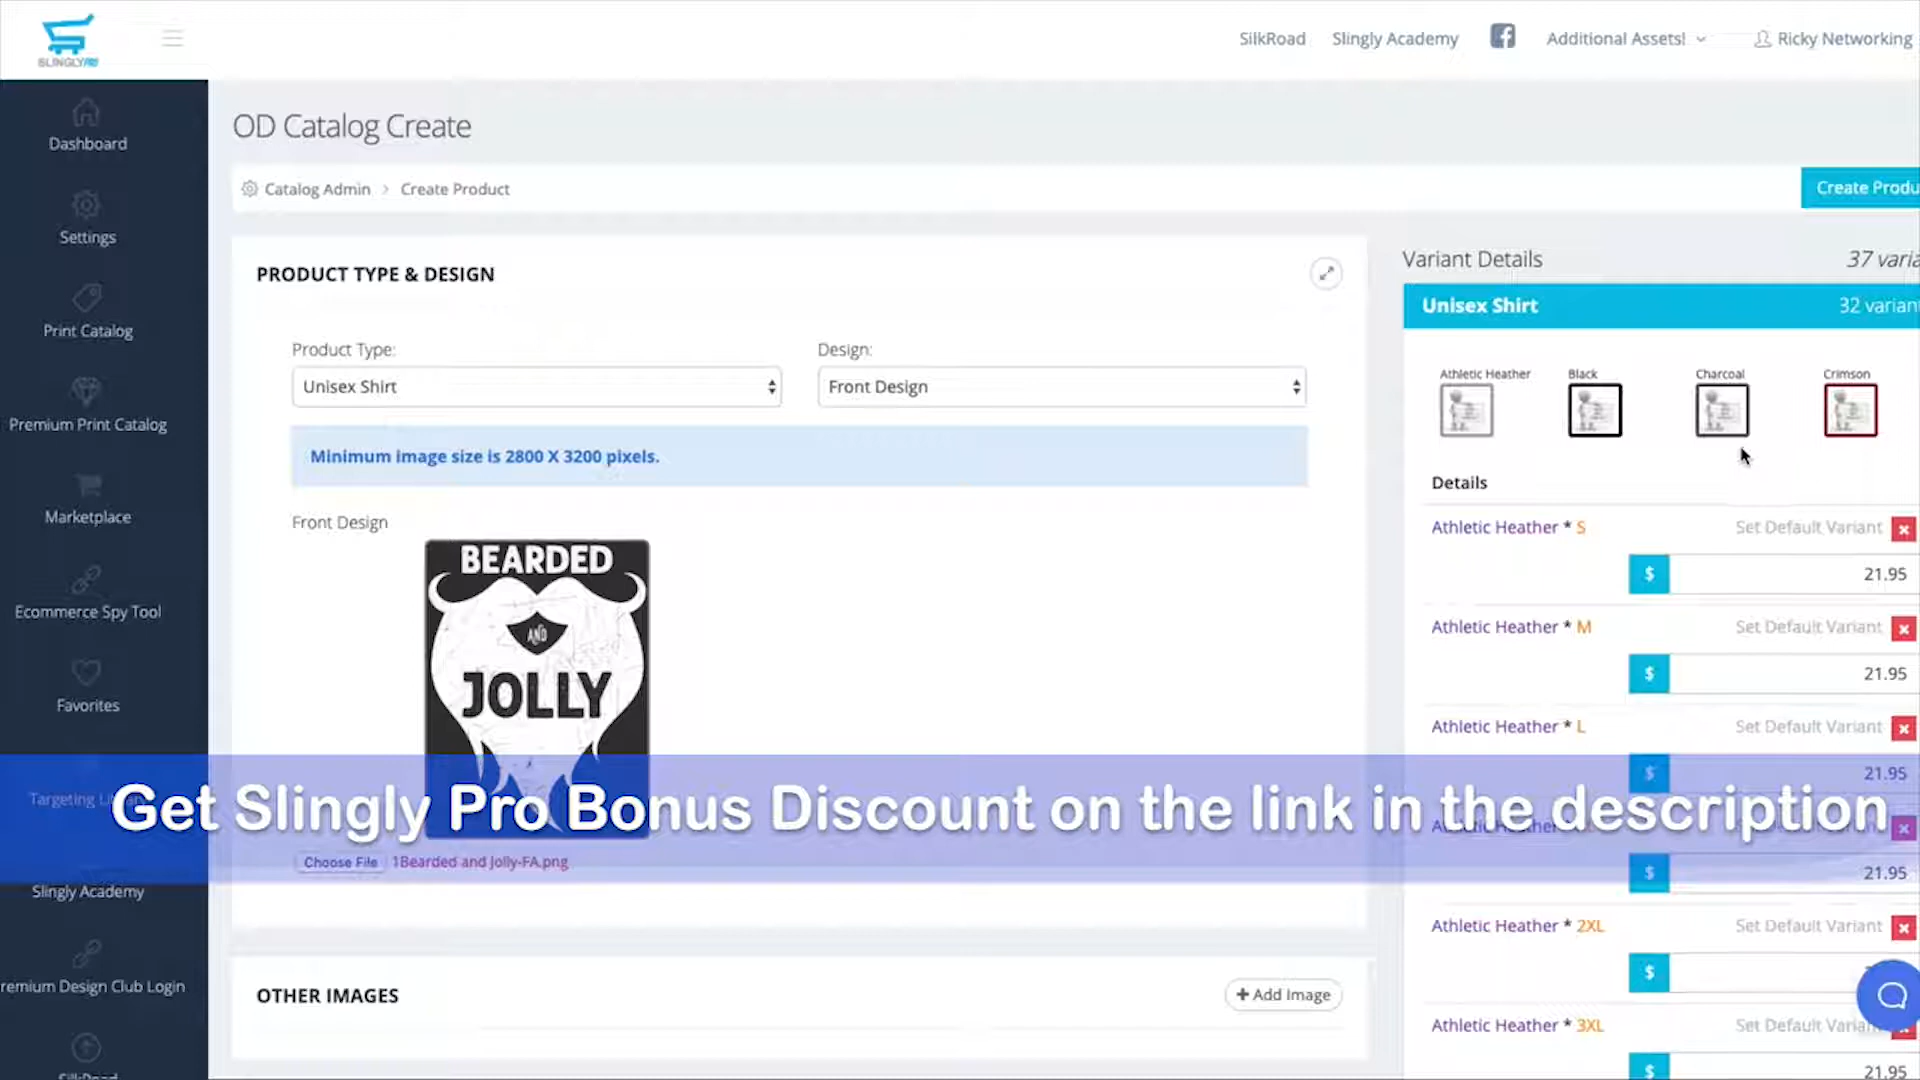 SLINGLYPRO
SilkRoad
Slingly Academy
Additional Assets!
Ricky Networking
Dashboard
Settings
Print Catalog
Premium Print Catalog
Marketplace
Ecommerce Spy Tool
Favorites
Targeting
Slingly Academy
remium Design Club Login
SilkRoad
OD Catalog Create
Catalog Admin > Create Product
Create Produ
PRODUCT TYPE & DESIGN
Product Type:
Unisex Shirt
Design:
Front Design
Minimum image size is 2800 X 3200 pixels.
Front Design
BEARDED
AND
JOLLY
Choose File 1Bearded and Jolly-FA.png
OTHER IMAGES
+ Add Image
Variant Details
37 varia
Unisex Shirt
32 varian
Athletic Heather
Black
Charcoal
Crimson
Details
Athletic Heather * S
Set Default Variant
$ 21.95
Athletic Heather * M
Set Default Variant
$ 21.95
Athletic Heather * L
Set Default Variant
$ 21.95
$ 21.95
Athletic Heather * 2XL
Set Default Variant
$
Athletic Heather * 3XL
Set Default Varian
$ 21.95
Get Slingly Pro Bonus Discount on the link in the description